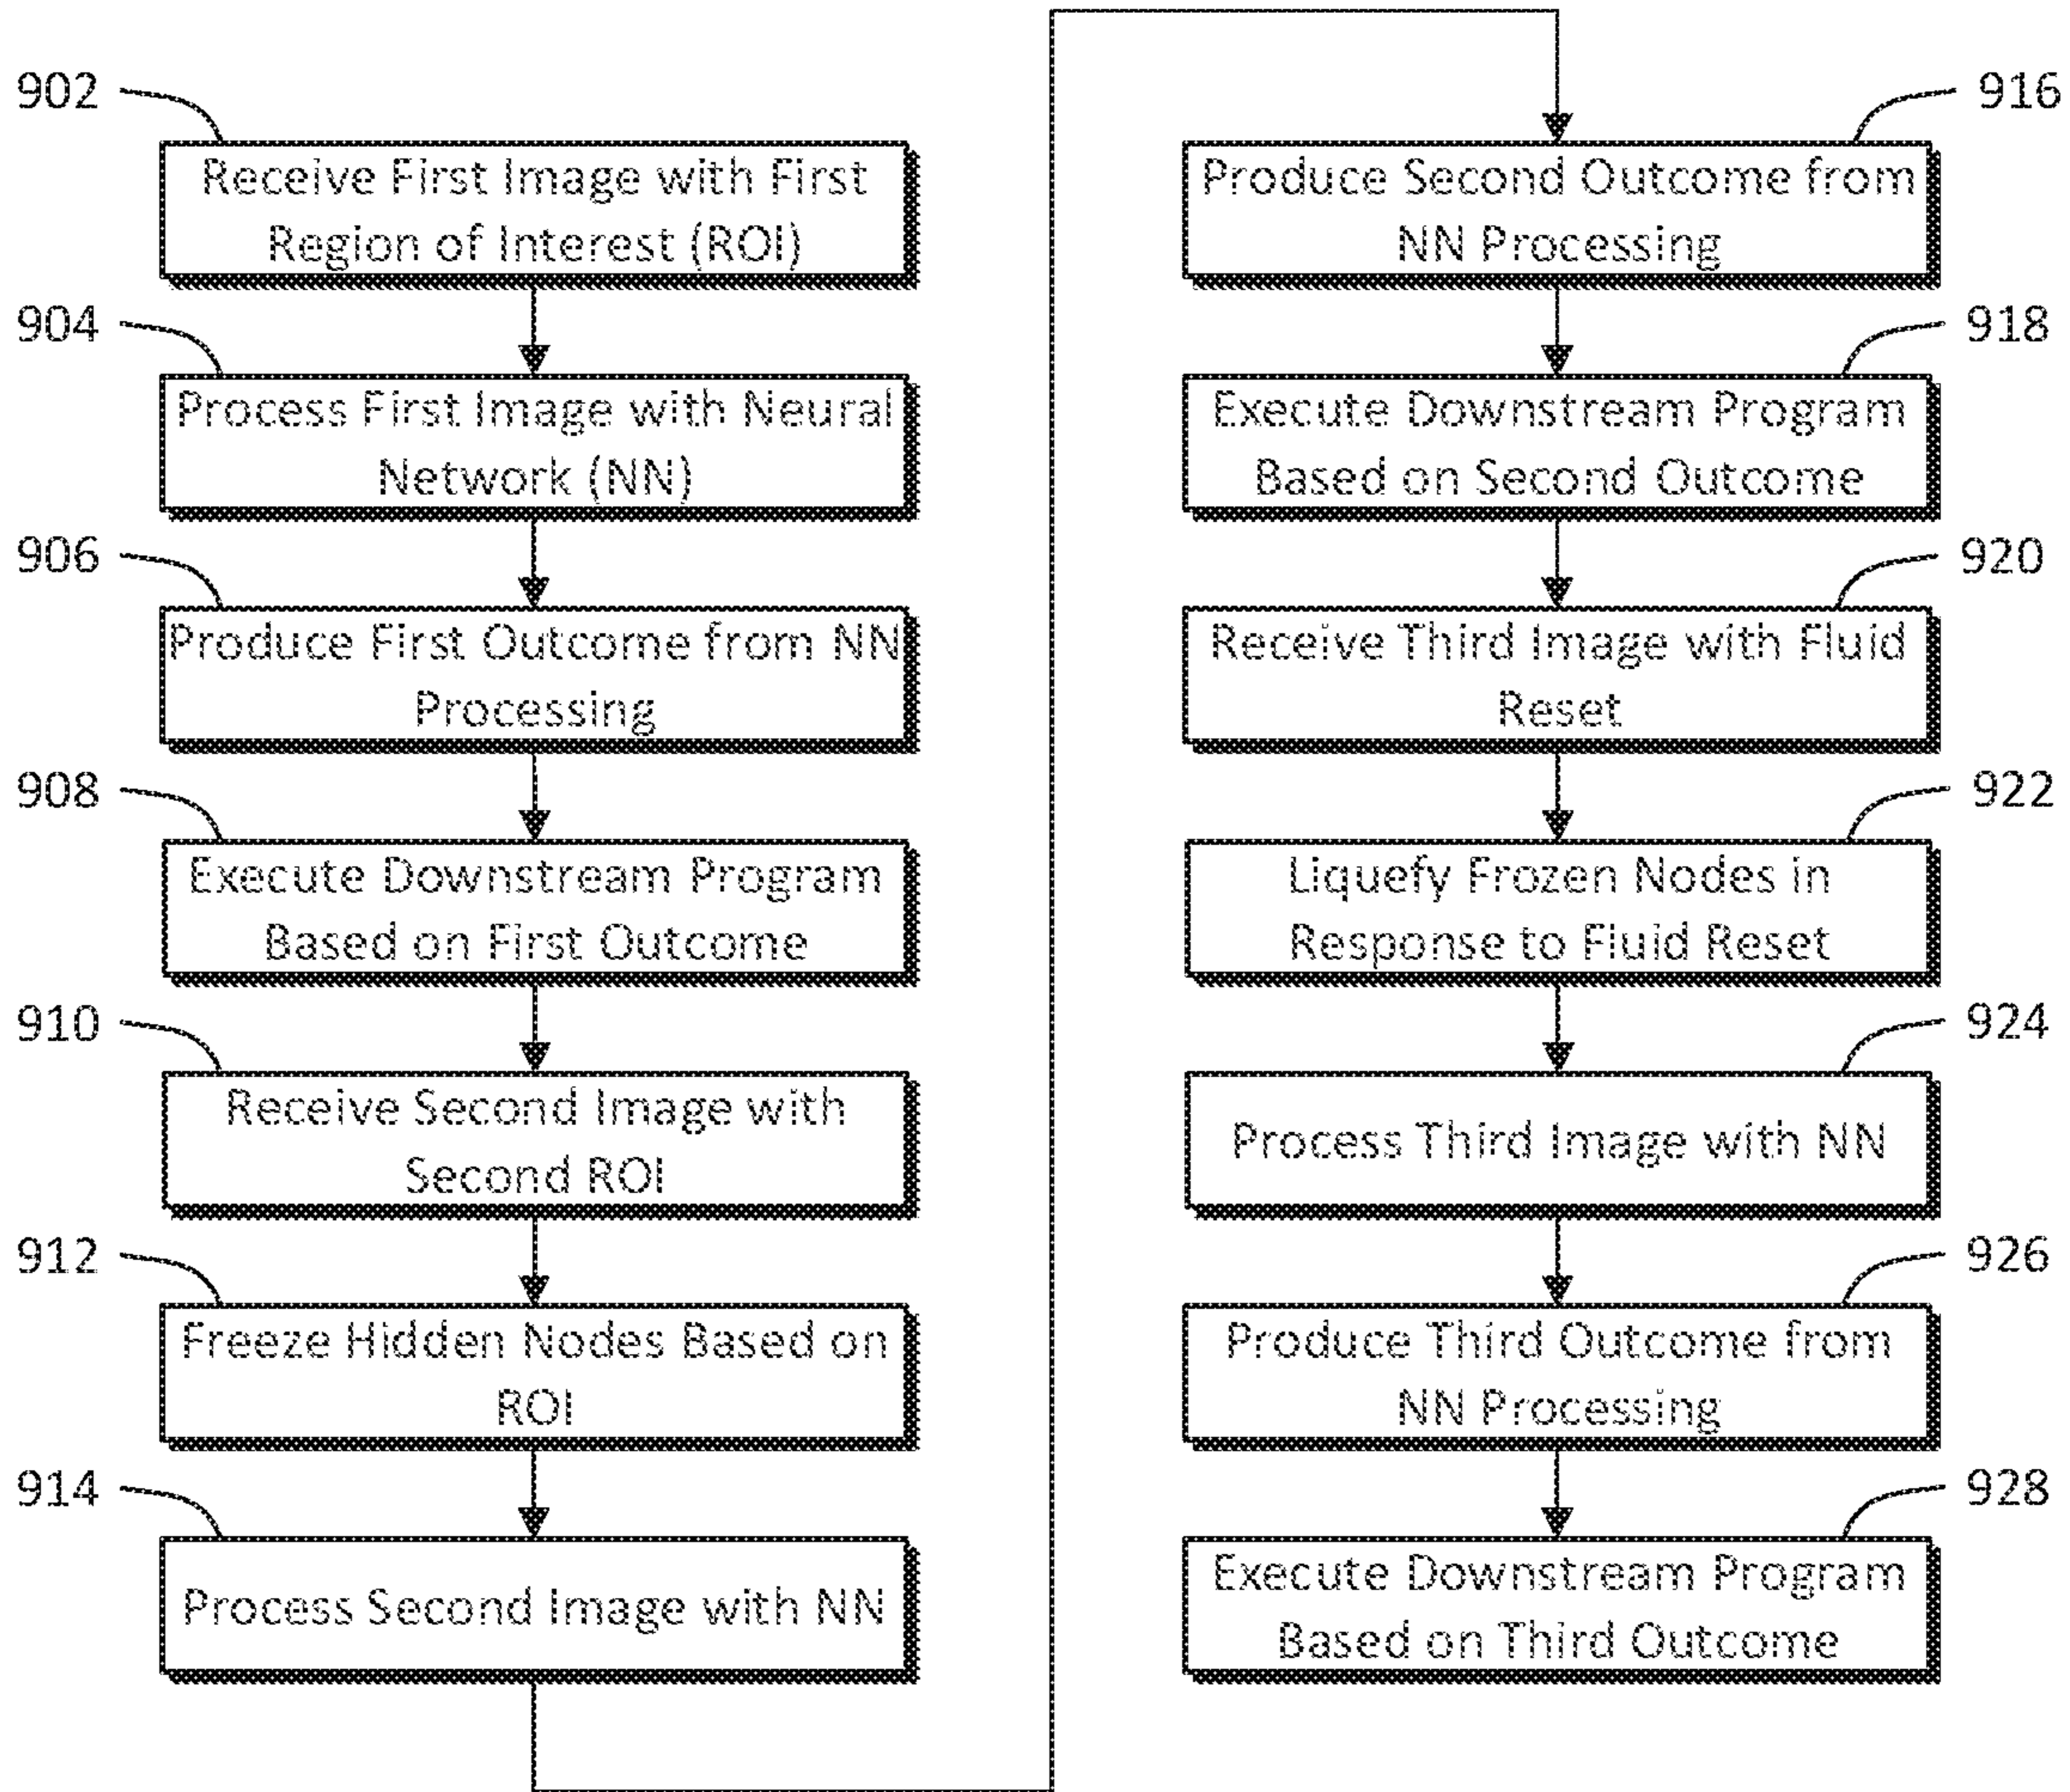 902
Receive First Image with First
Region of Interest (ROI)
904
Process First Image with Neural
Network (NN)
906
Produce First Outcome from NN
Processing
908
Execute Downstream Program
Based on First Outcome
910
Receive Second Image with
Second ROI
912
Freeze Hidden Nodes Based on
ROI
914
Process Second Image with NN
916
Produce Second Outcome from
NN Processing
918
Execute Downstream Program
Based on Second Outcome
920
Receive Third Image with Fluid
Reset
922
Liquefy Frozen Nodes in
Response to Fluid Reset
924
Process Third Image with NN
926
Produce Third Outcome from
NN Processing
928
Execute Downstream Program
Based on Third Outcome